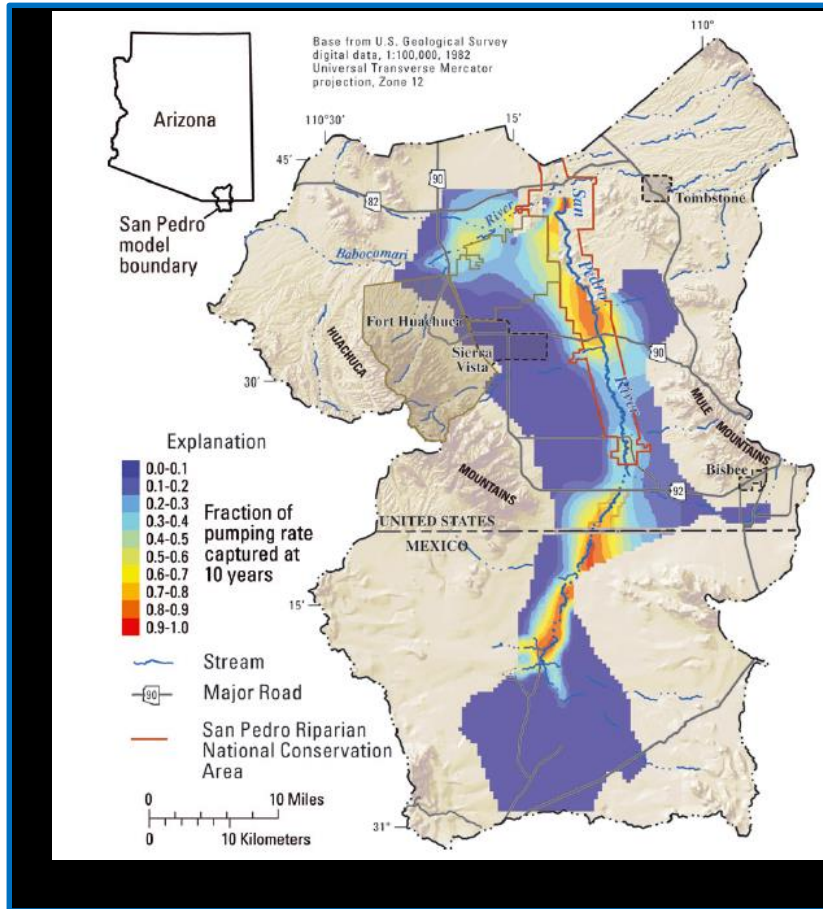 Base from U.S. Geological Survey
digital data, 1:100,000, 1982
Universal Transverse Mercator
projection, Zone 12
110°
110°30'
15'
45'
Arizona
San Pedro
model
boundary
90
82
River
San
Tombstone
Babocomari
Pedro
Fort Huachuca
HUACHUCA
Sierra
Vista
90
River
30'
MULE
MOUNTAINS
Explanation
0.0-0.1
0.1-0.2
0.2-0.3
0.3-0.4
0.4-0.5
0.5-0.6
0.6-0.7
0.7-0.8
0.8-0.9
0.9-1.0
Fraction of
pumping rate
captured at
10 years
MOUNTAINS
Bisbee
92
UNITED STATES
MEXICO
15'
Stream
90
Major Road
San Pedro Riparian
National Conservation
Area
0
10 Miles
0
10 Kilometers
31°